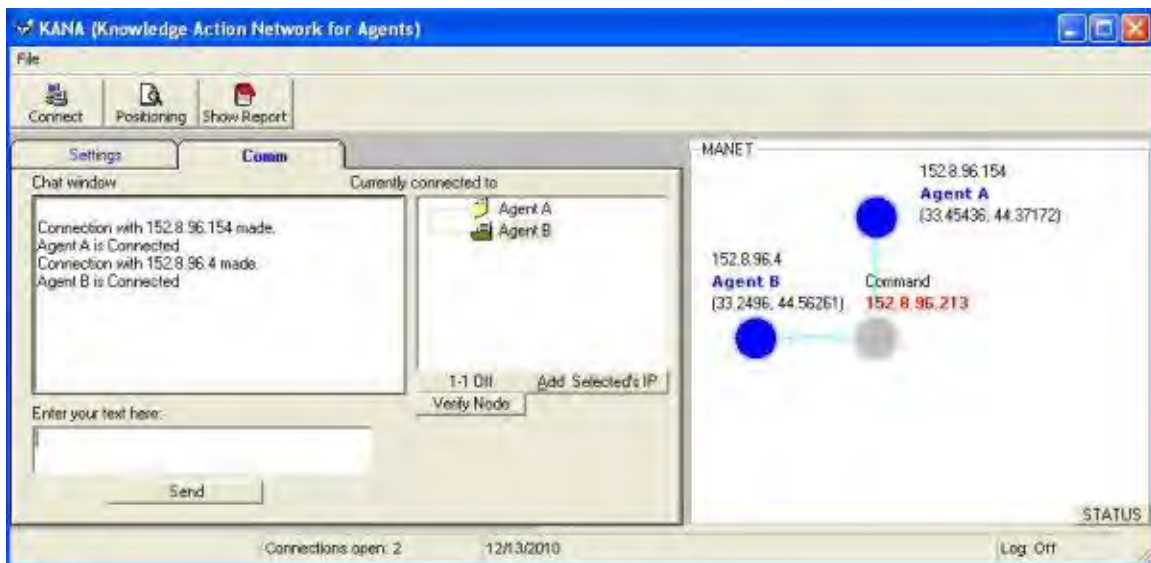 KANA (Knowledge Action Network for Agents)
File
Connect Positioning Show Report
Settings Comm
Chat window Currently connected to
Connection with 152.8.96.154 made.
Agent A is Connected
Connection with 152.8.96.4 made.
Agent B is Connected
Agent A
Agent B
1-1 Off Add Selected's IP
Verify Node
Enter your text here:
Send
MANET
152.8.96.154
Agent A
(33.45436, 44.37172)
152.8.96.4
Agent B
(33.2496, 44.56261)
Command
152.8.96.213
STATUS
Connections open: 2 12/13/2010 Log: Off